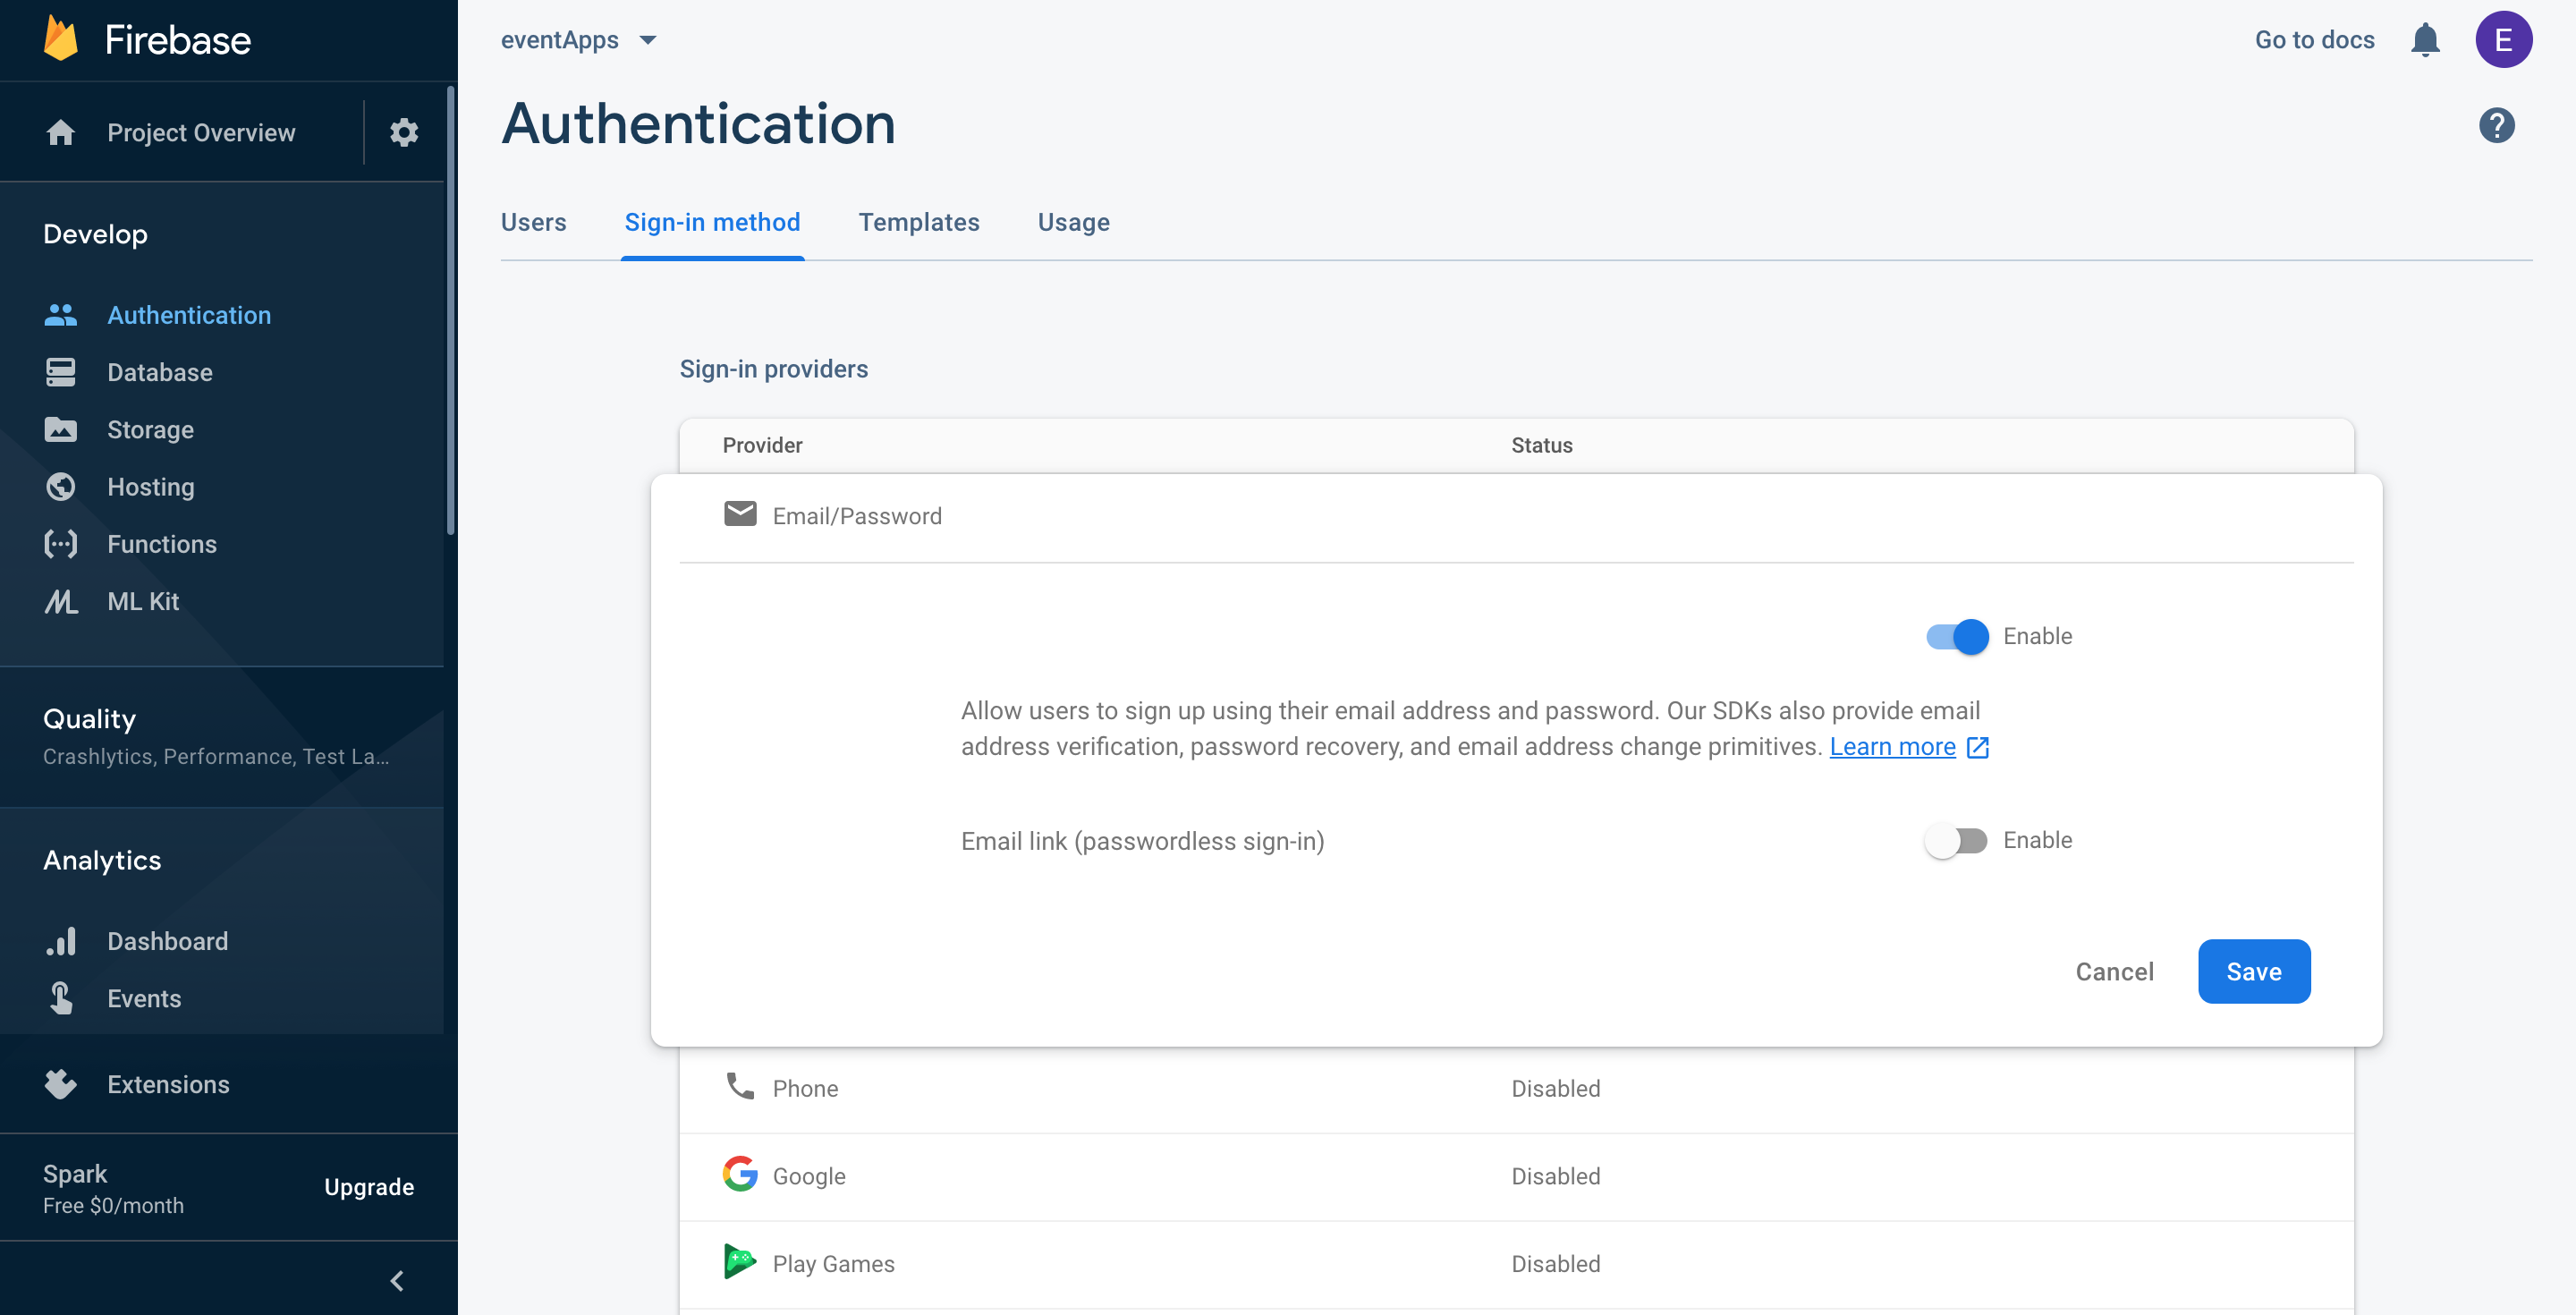 Firebase
Project Overview
Develop
Authentication
Database
Storage
Hosting
Functions
ML Kit
Quality
Crashlytics, Performance, Test La...
Analytics
Dashboard
Events
Extensions
Spark
Free $0/month
Upgrade
eventApps
Go to docs
E
Authentication
?
Users Sign-in method Templates Usage
Sign-in providers
Provider Status
Email/Password
Enable
Allow users to sign up using their email address and password. Our SDKs also provide email
address verification, password recovery, and email address change primitives. Learn more
Email link (passwordless sign-in) Enable
Cancel Save
Phone Disabled
Google Disabled
Play Games Disabled